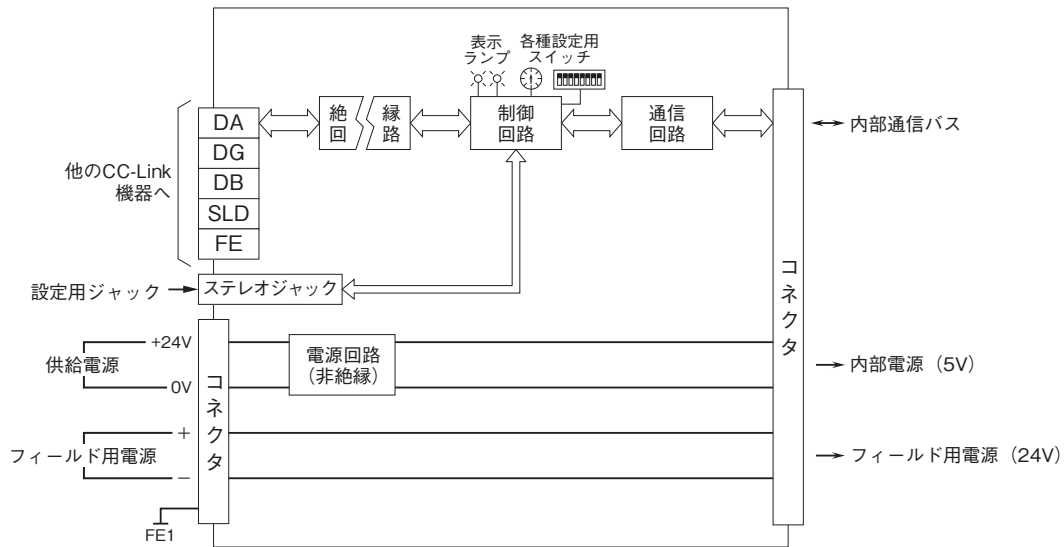 表示
ランプ
各種設定用
スイッチ
絶 縁
回 路
制御
回路
通信
回路
DA
DG
DB
SLD
FE
他のCC-Link
機器へ
内部通信バス
設定用ジャック
ステレオジャック
コネクタ
供給電源
+24V
0V
コネクタ
電源回路
(非絶縁)
内部電源(5V)
フィールド用電源
+
−
フィールド用電源(24V)
FE1